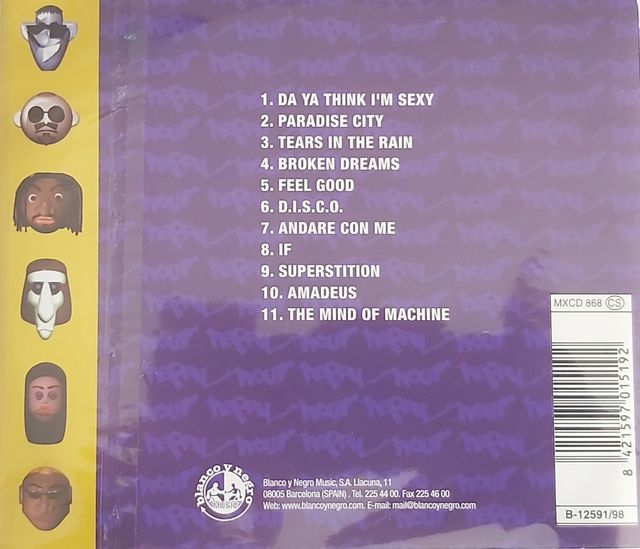 1. DA YA THINK I'M SEXY
2. PARADISE CITY
3. TEARS IN THE RAIN
4. BROKEN DREAMS
5. FEEL GOOD
6. D.I.S.C.O.
7. ANDARE CON ME
8. IF
9. SUPERSTITION
10. AMADEUS
11. THE MIND OF MACHINE
MXCD 868 CS
8 421597 015192
B-12591/98
blanco y negro
MUSIC
Blanco y Negro Music, S.A. Llacuna, 11
08005 Barcelona (SPAIN) . Tel. 225 44 00. Fax 225 46 00
Web: www.blancoynegro.com. E-mail: mail@blancoynegro.com